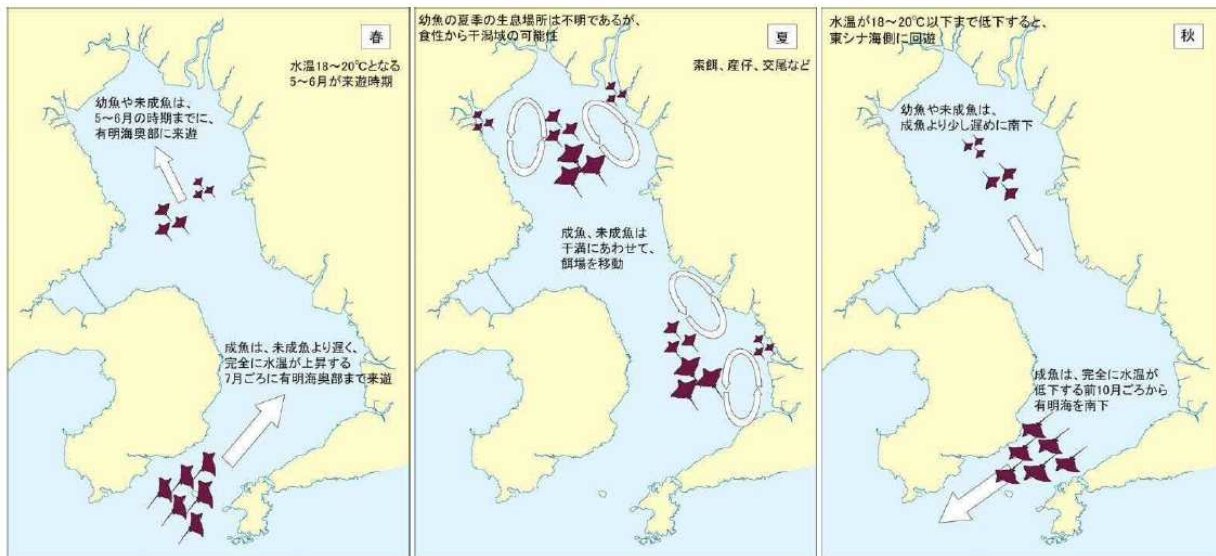 春
水温18~20℃となる
5~6月が来遊時期
幼魚や未成魚は、
5~6月の時期までに、
有明海奥部に来遊
成魚は、未成魚より遅く、
完全に水温が上昇する
7月ごろに有明海奥部まで来遊
幼魚の夏季の生息場所は不明であるが、
食性から干潟域の可能性
夏
索餌、産仔、交尾など
成魚、未成魚は
干満にあわせて、
餌場を移動
水温が18~20℃以下まで低下すると、
東シナ海側に回遊
秋
幼魚や未成魚は、
成魚より少し遅めに南下
成魚は、完全に水温が
低下する前10月ごろから
有明海を南下